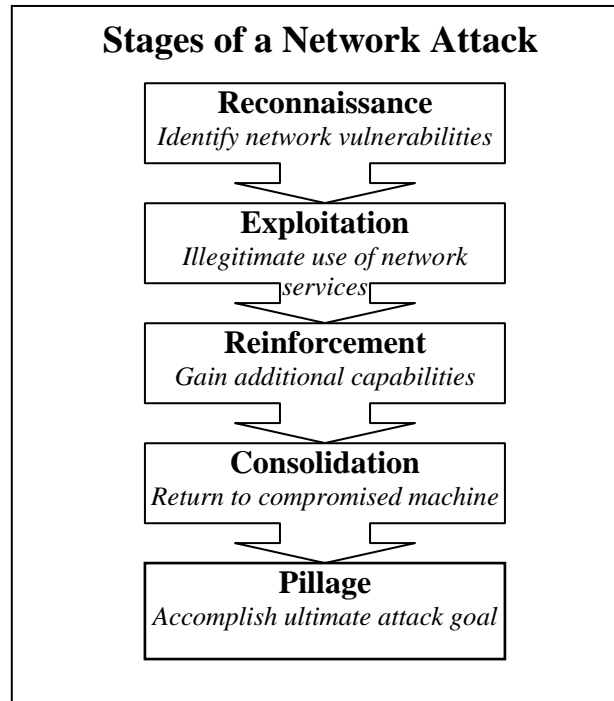 Stages of a Network Attack
Reconnaissance
Identify network vulnerabilities
Exploitation
Illegitimate use of network
services
Reinforcement
Gain additional capabilities
Consolidation
Return to compromised machine
Pillage
Accomplish ultimate attack goal